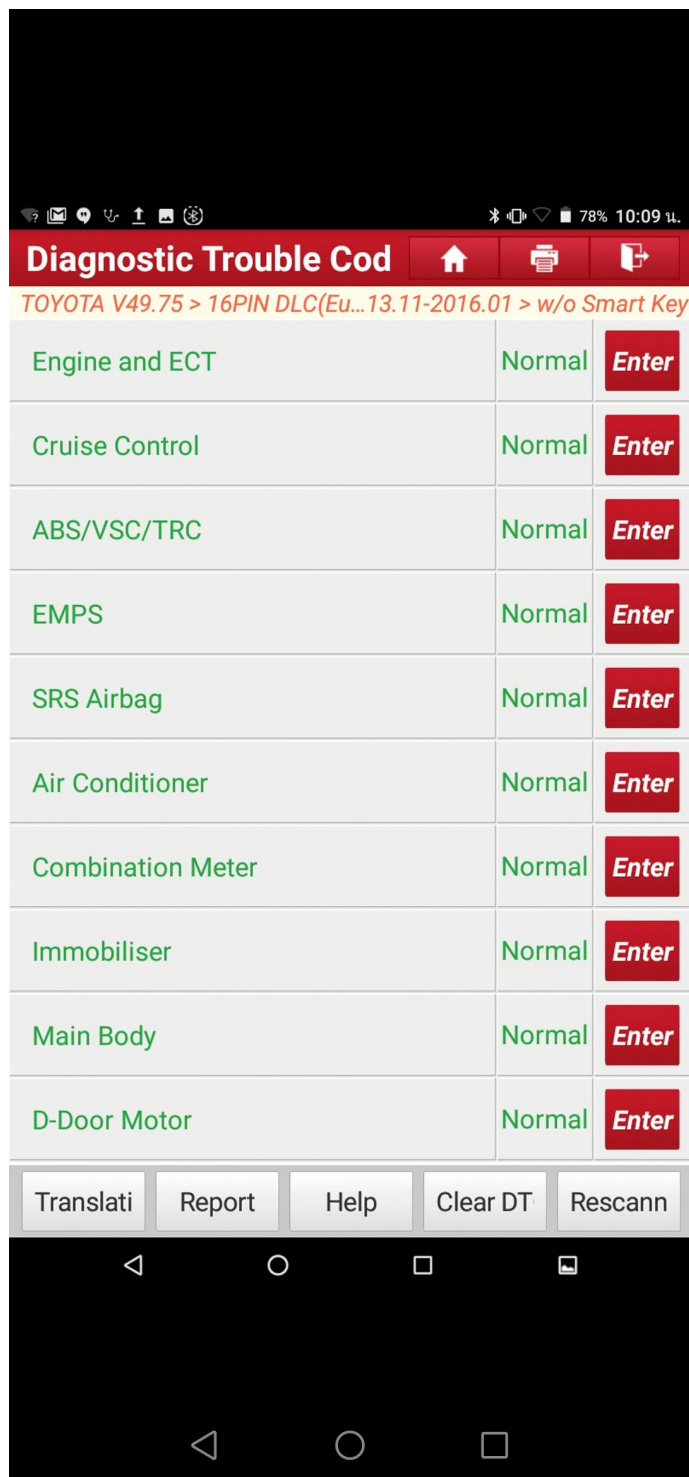 78% 10:09 น.
Diagnostic Trouble Cod
TOYOTA V49.75 > 16PIN DLC(Eu...13.11-2016.01 > w/o Smart Key
Engine and ECT Normal Enter
Cruise Control Normal Enter
ABS/VSC/TRC Normal Enter
EMPS Normal Enter
SRS Airbag Normal Enter
Air Conditioner Normal Enter
Combination Meter Normal Enter
Immobiliser Normal Enter
Main Body Normal Enter
D-Door Motor Normal Enter
Translati Report Help Clear DT Rescann